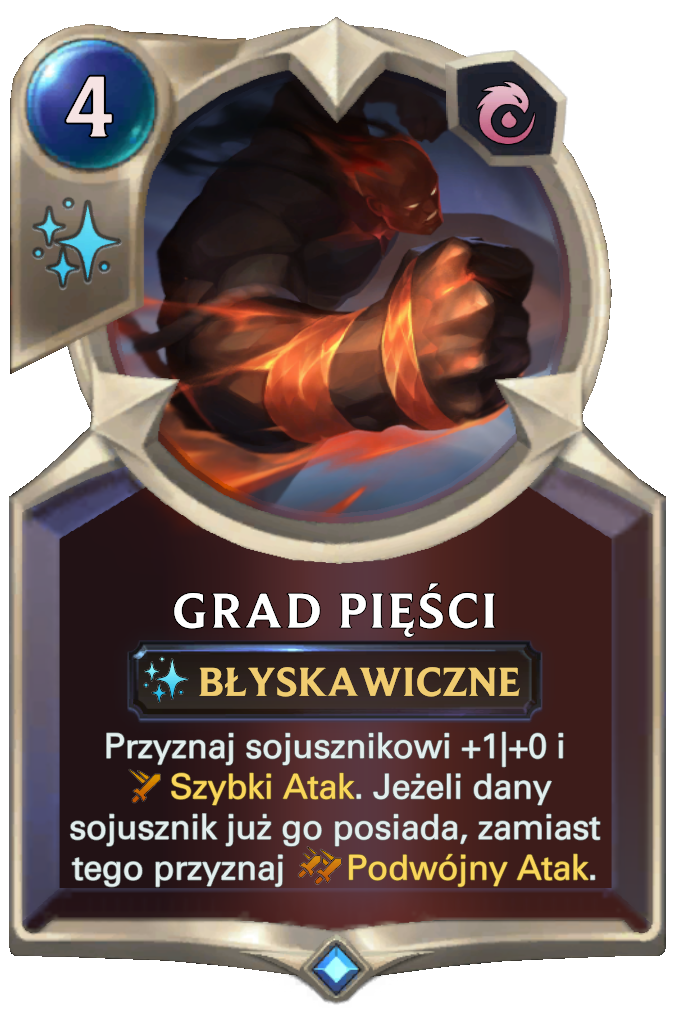 4
GRAD PIĘŚCI
BŁYSKAWICZNE
Przyznaj sojusznikowi +1|+0 i
Szybki Atak. Jeżeli dany
sojusznik już go posiada, zamiast
tego przyznaj Podwójny Atak.